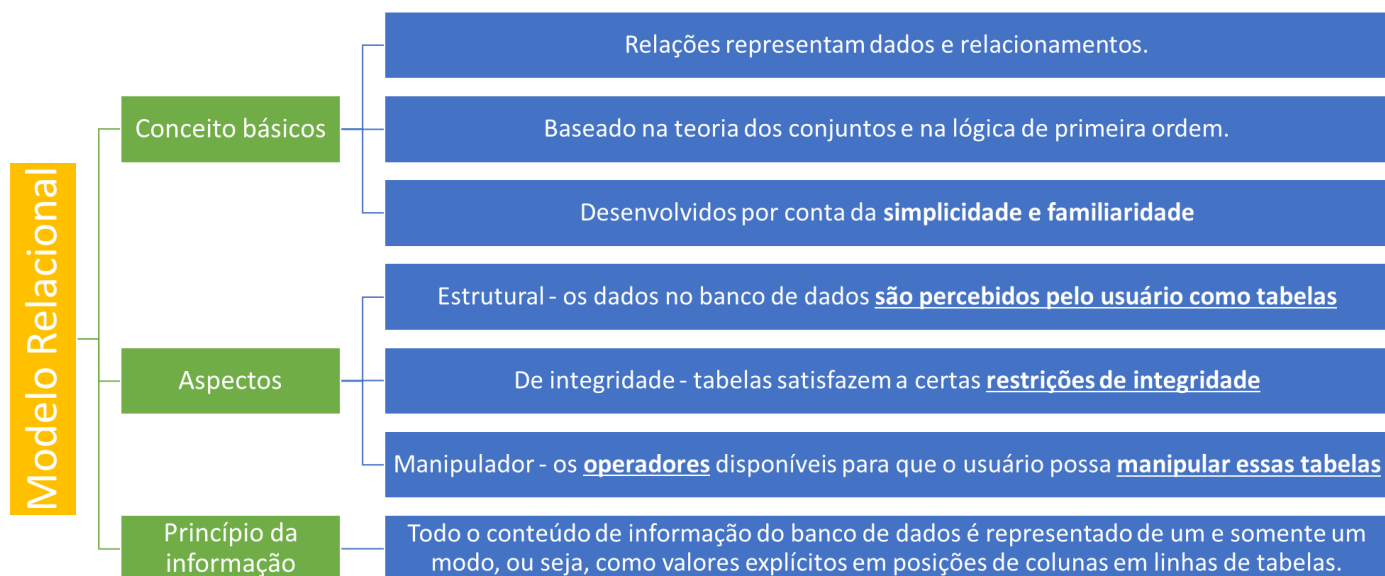 Modelo Relacional
Conceito básicos
Relações representam dados e relacionamentos.
Baseado na teoria dos conjuntos e na lógica de primeira ordem.
Desenvolvidos por conta da simplicidade e familiaridade
Aspectos
Estrutural - os dados no banco de dados são percebidos pelo usuário como tabelas
De integridade - tabelas satisfazem a certas restrições de integridade
Manipulador - os operadores disponíveis para que o usuário possa manipular essas tabelas
Princípio da
informação
Todo o conteúdo de informação do banco de dados é representado de um e somente um
modo, ou seja, como valores explícitos em posições de colunas em linhas de tabelas.